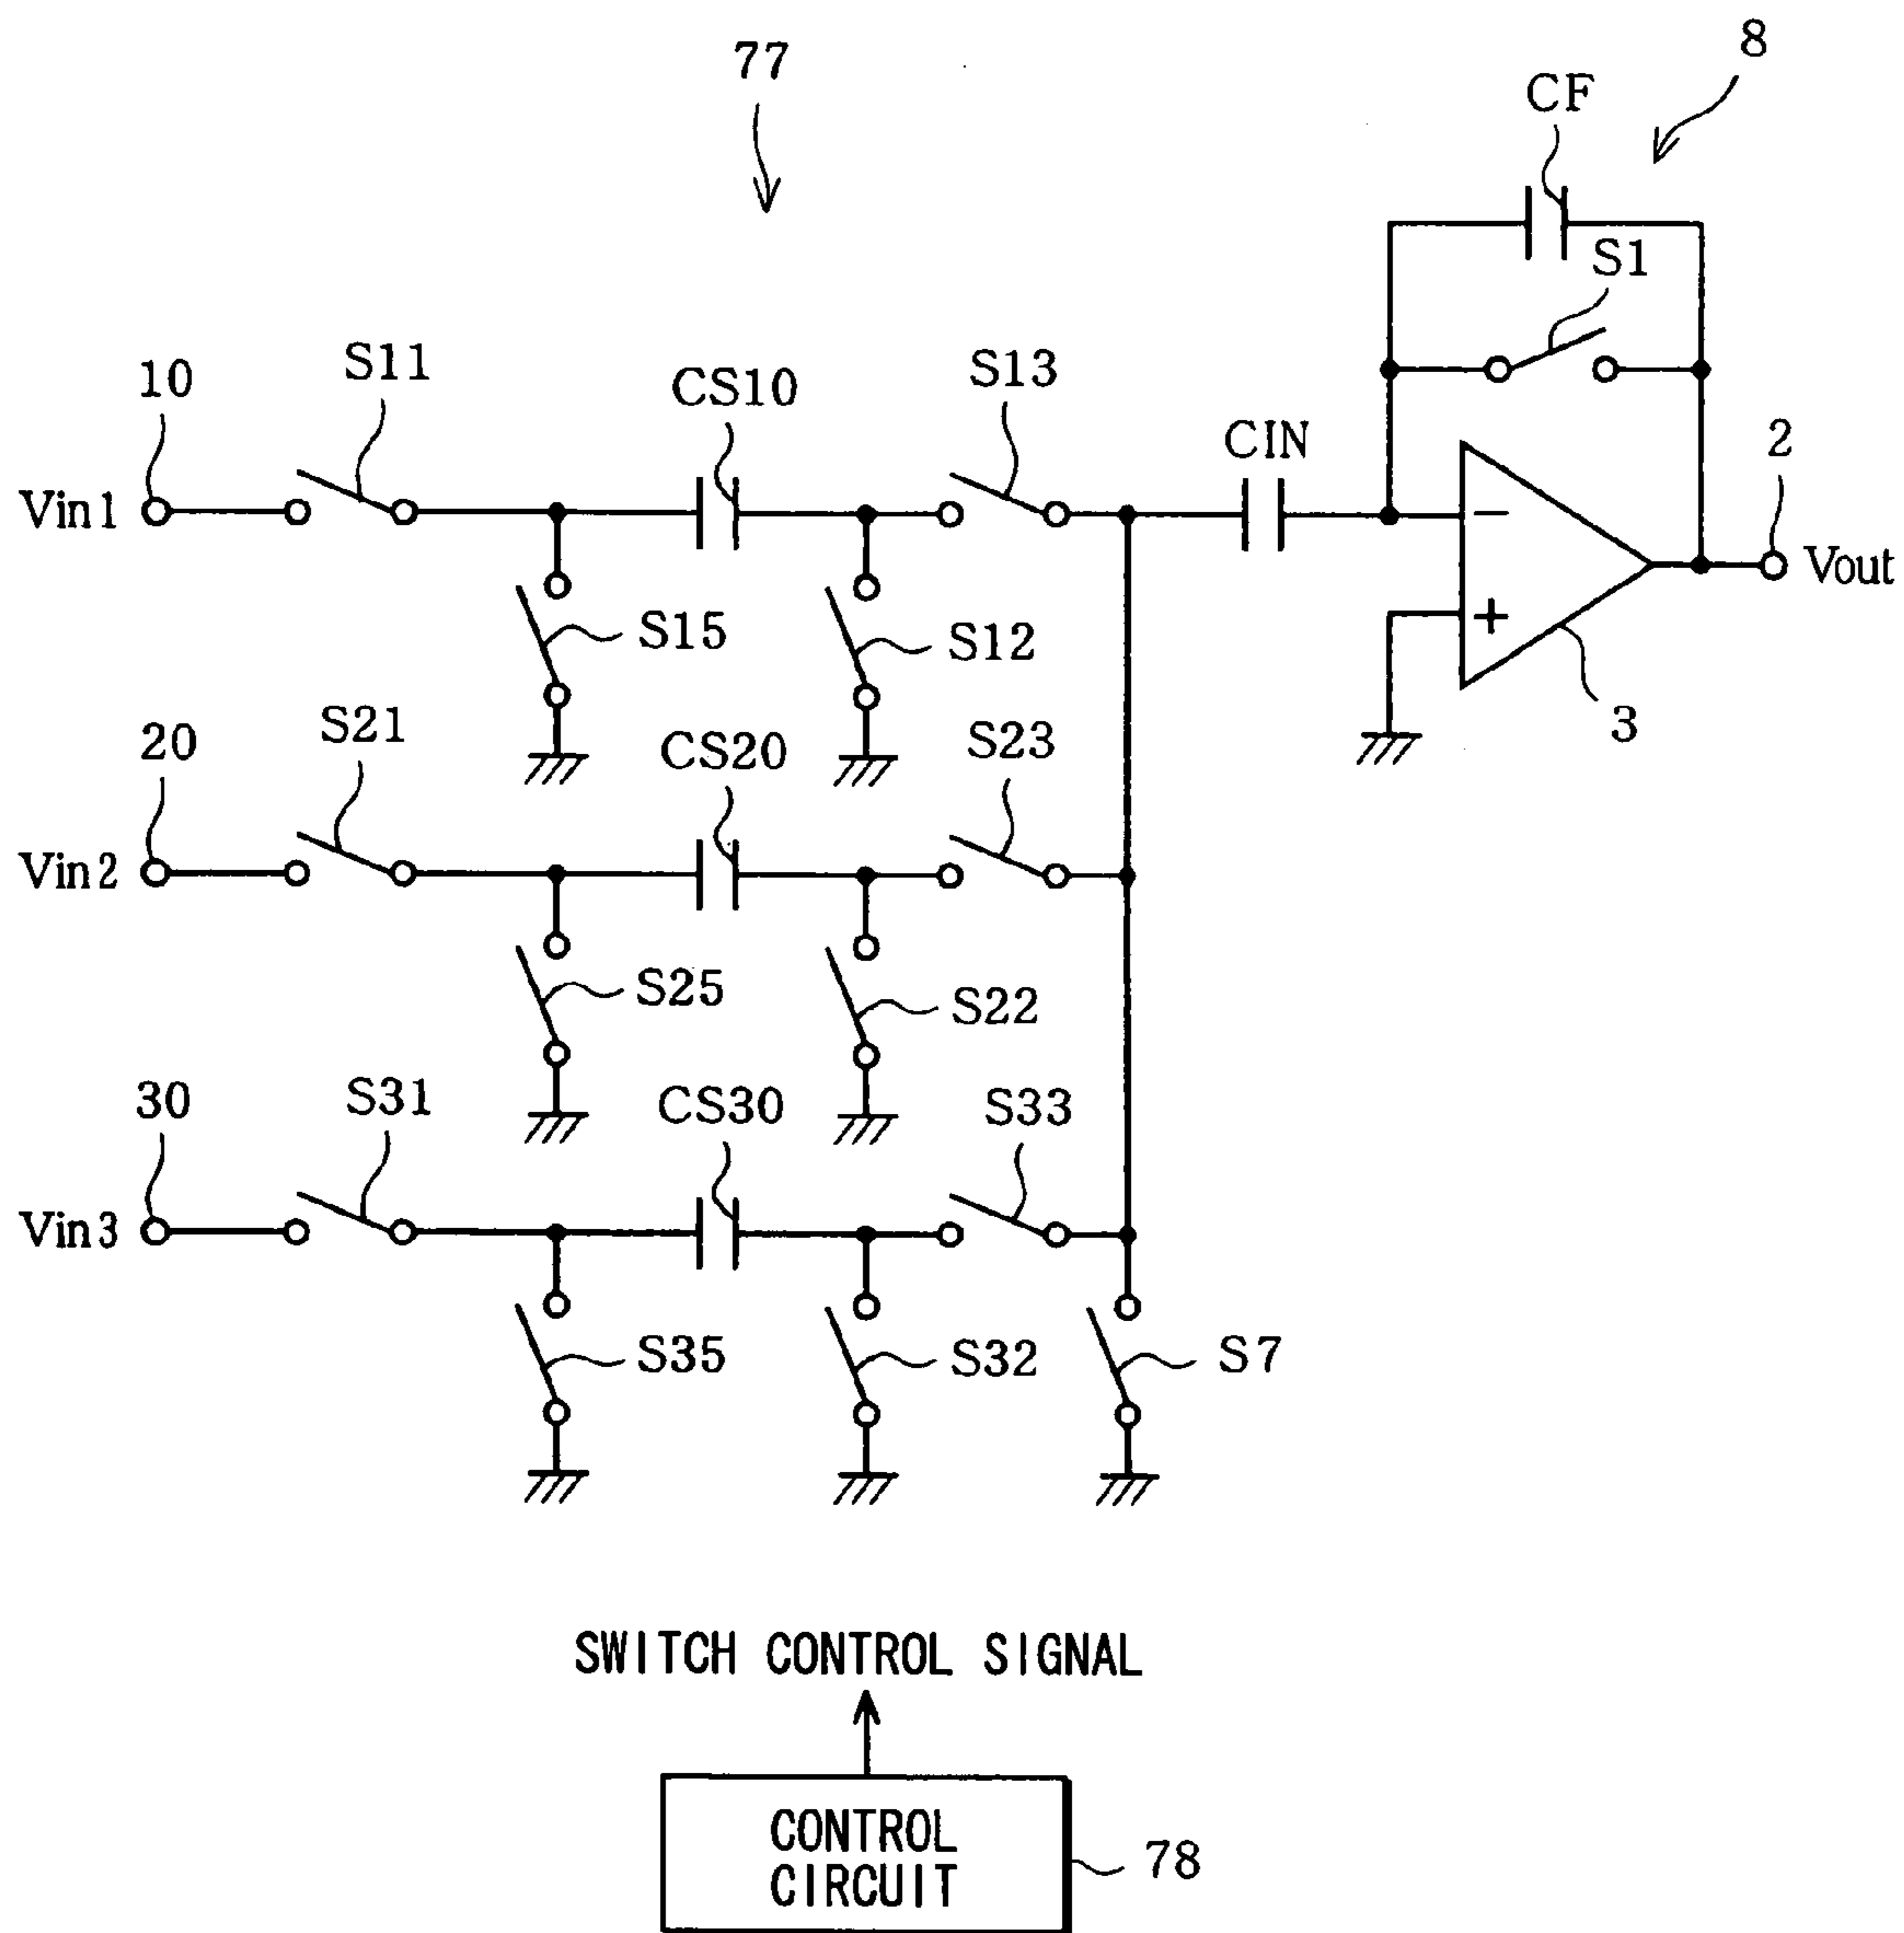 77
8
CF
S1
10
S11
CS10
S13
CIN
2
Vin1
−
Vout
+
S15
S12
3
20
S21
CS20
S23
Vin2
S25
S22
30
S31
CS30
S33
Vin3
S35
S32
S7
SWITCH CONTROL SIGNAL
CONTROL
CIRCUIT
78